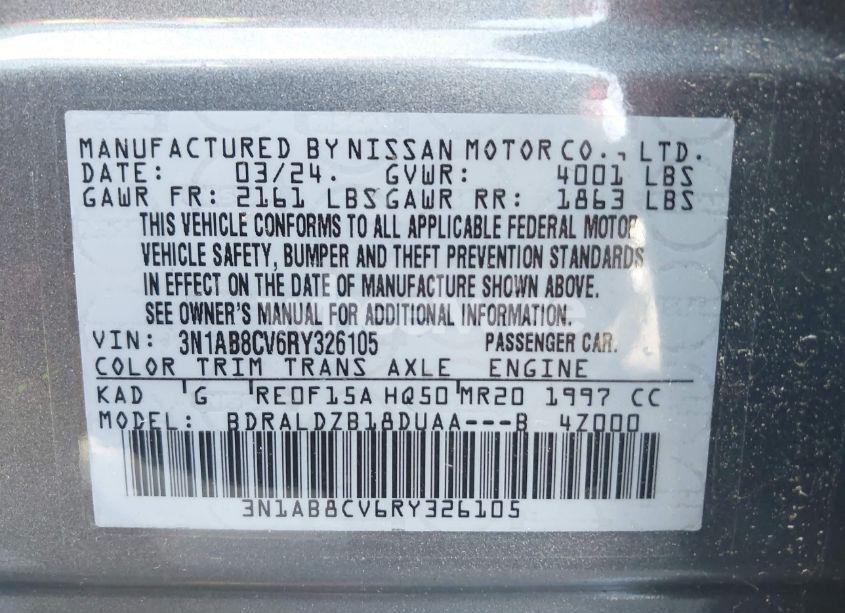 MANUFACTURED BY NISSAN MOTOR CO., LTD.
DATE: 03/24. GVWR: 4001 LBS
GAWR FR: 2161 LBS GAWR RR: 1863 LBS
THIS VEHICLE CONFORMS TO ALL APPLICABLE FEDERAL MOTOR
VEHICLE SAFETY, BUMPER AND THEFT PREVENTION STANDARDS
IN EFFECT ON THE DATE OF MANUFACTURE SHOWN ABOVE.
SEE OWNER'S MANUAL FOR ADDITIONAL INFORMATION.
VIN: 3N1AB8CV6RY326105 PASSENGER CAR.
COLOR TRIM TRANS AXLE ENGINE
KAD G RE0F15A HQ50 MR20 1997 CC
MODEL: BDRALDZB18DUAA---B 4Z000
3N1AB8CV6RY326105